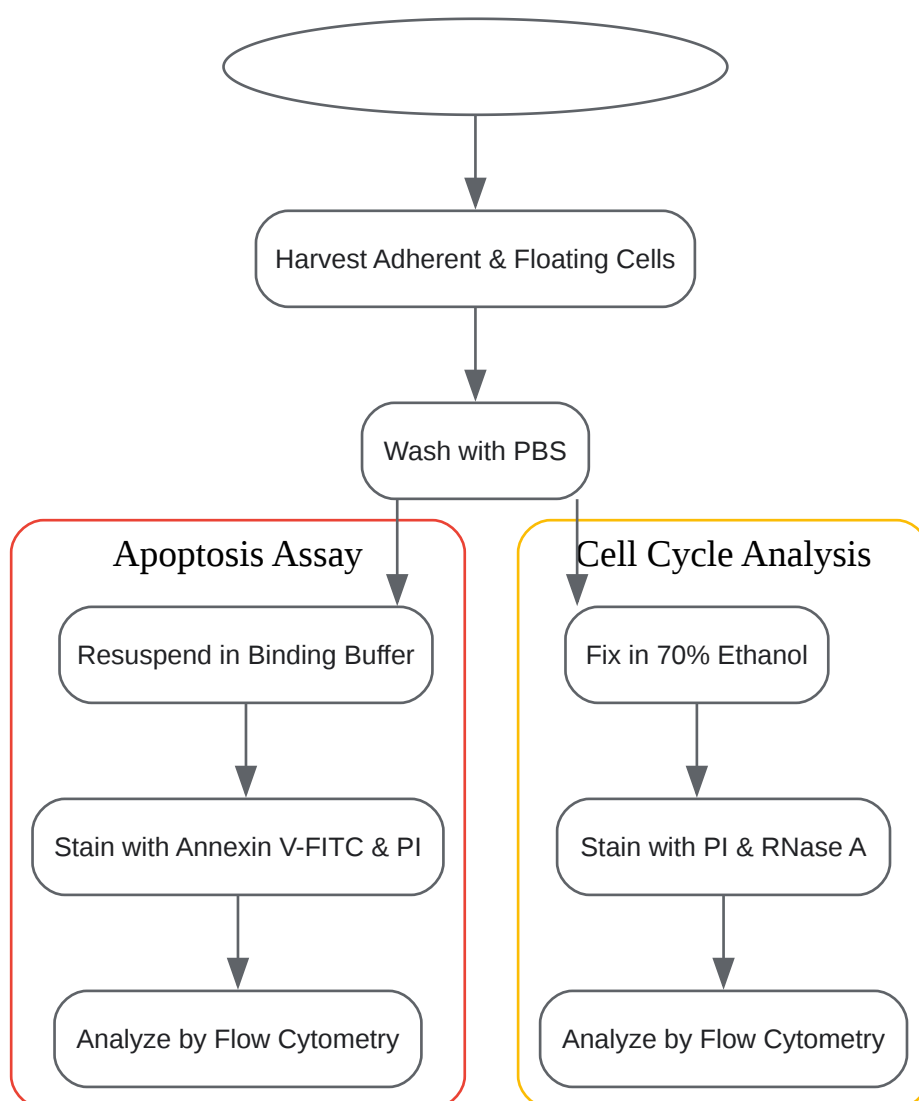 Harvest Adherent & Floating Cells
Wash with PBS
Apoptosis Assay
Resuspend in Binding Buffer
Stain with Annexin V-FITC & PI
Analyze by Flow Cytometry
Cell Cycle Analysis
Fix in 70% Ethanol
Stain with PI & RNase A
Analyze by Flow Cytometry